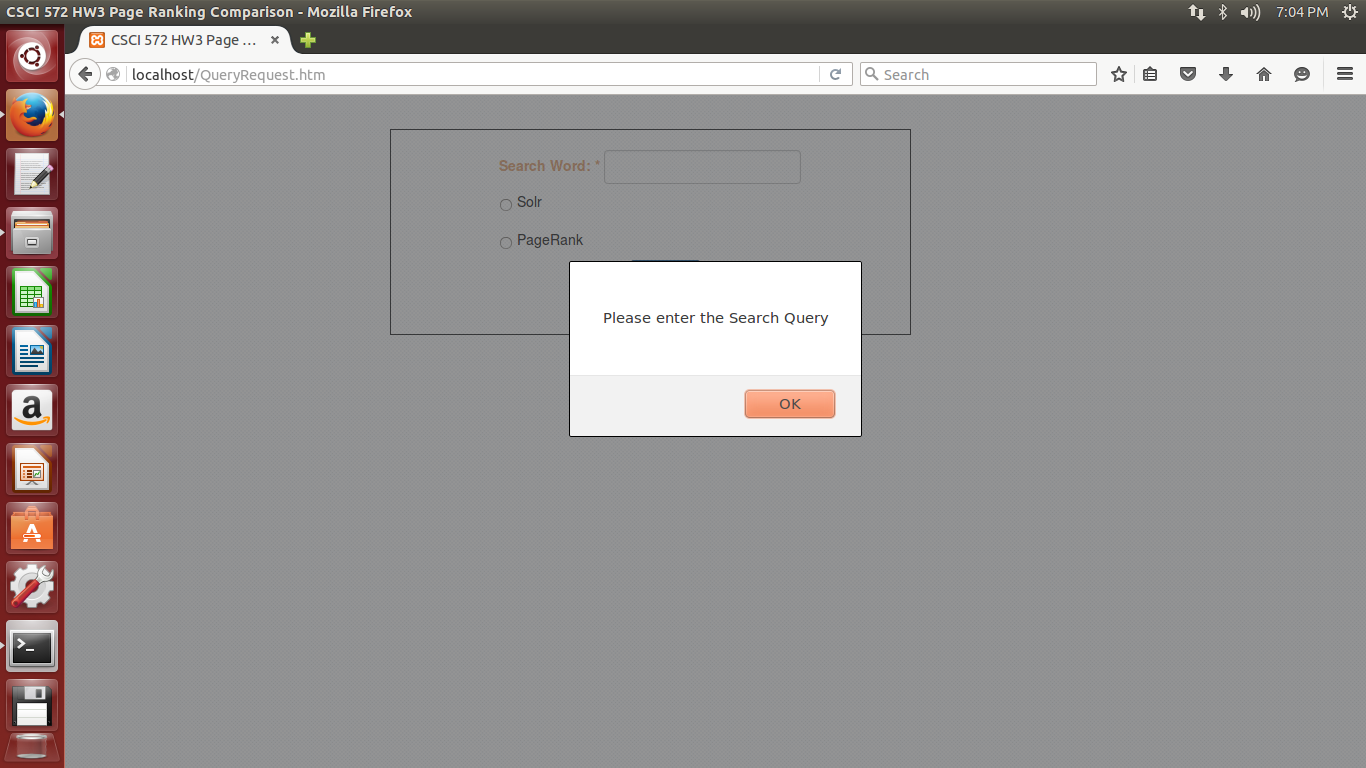 CSCI 572 HW3 Page Ranking Comparison - Mozilla Firefox
7:04 PM
CSCI 572 HW3 Page ...
localhost/QueryRequest.htm
Search
Search Word: *
Solr
PageRank
Please enter the Search Query
OK